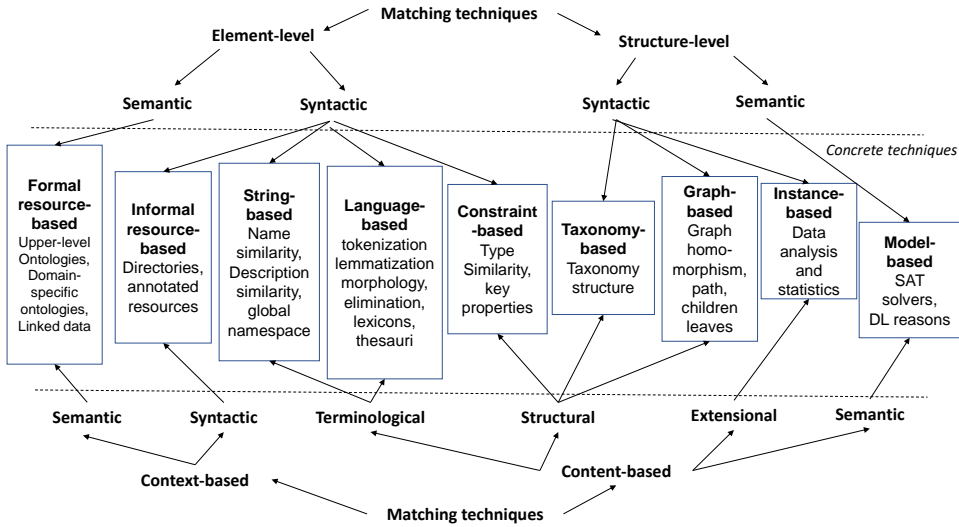 Matching techniques
Element-level
Structure-level
Semantic
Syntactic
Syntactic
Semantic
Concrete techniques
Formal
resource-
based
Upper-level
Ontologies,
Domain-
specific
ontologies,
Linked data
Informal
resource-
based
Directories,
annotated
resources
String-
based
Name
similarity,
Description
similarity,
global
namespace
Language-
based
tokenization
lemmatization
morphology,
elimination,
lexicons,
thesauri
Constraint
-based
Type
Similarity,
key
properties
Taxonomy-
based
Taxonomy
structure
Graph-
based
Graph
homo-
morphism,
path,
children
leaves
Instance-
based
Data
analysis
and
statistics
Model-
based
SAT
solvers,
DL reasons
Semantic
Syntactic
Terminological
Structural
Extensional
Semantic
Context-based
Content-based
Matching techniques